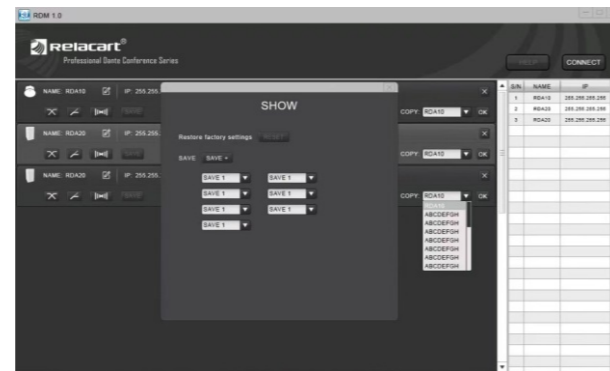 RDM 1.0
Relacart®
Professional Dante Conference Series
HELP CONNECT
NAME: RDA10 IP: 255.255.
COPY: RDA10 OK
NAME: RDA20 IP: 255.255.
COPY: RDA10 OK
NAME: RDA20 IP: 255.255.
COPY: RDA10 OK
RDA10
ABCDEFGH
ABCDEFGH
ABCDEFGH
ABCDEFGH
ABCDEFGH
ABCDEFGH
ABCDEFGH
SHOW
Restore factory settings RESET
SAVE SAVE
SAVE 1 SAVE 1
SAVE 1 SAVE 1
SAVE 1 SAVE 1
SAVE 1
S/N NAME IP
1 RDA10 255.255.255.255
2 RDA20 255.255.255.255
3 RDA20 255.255.255.255